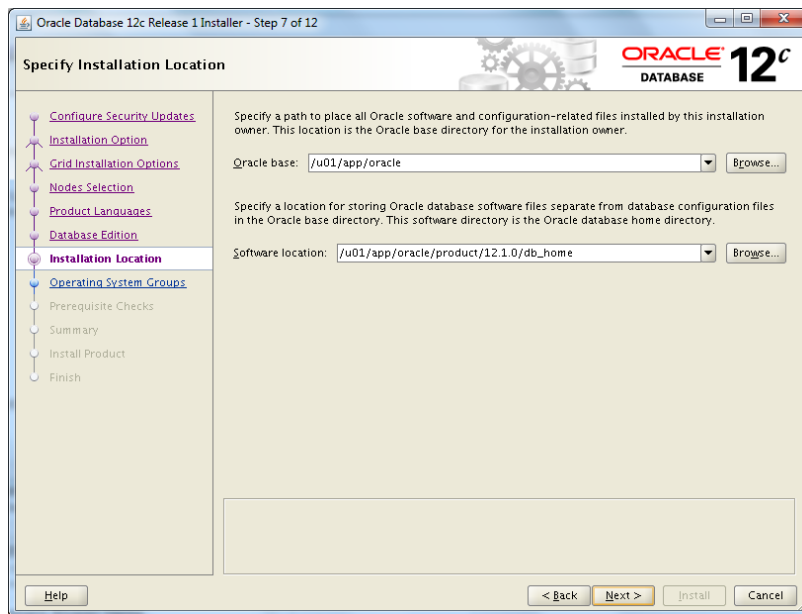 Oracle Database 12c Release 1 Installer - Step 7 of 12
Specify Installation Location
ORACLE
DATABASE
12c
Configure Security Updates
Installation Option
Grid Installation Options
Nodes Selection
Product Languages
Database Edition
Installation Location
Operating System Groups
Prerequisite Checks
Summary
Install Product
Finish
Specify a path to place all Oracle software and configuration-related files installed by this installation
owner. This location is the Oracle base directory for the installation owner.
Oracle base: /u01/app/oracle Browse...
Specify a location for storing Oracle database software files separate from database configuration files
in the Oracle base directory. This software directory is the Oracle database home directory.
Software location: /u01/app/oracle/product/12.1.0/db_home Browse...
Help < Back Next > Install Cancel